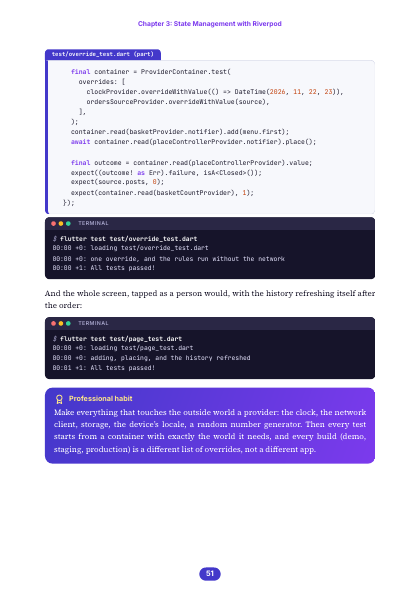 Chapter 3: State Management with Riverpod
test/override_test.dart (part)
final container = ProviderContainer.test(
overrides: [
clockProvider.overrideWithValue(() => DateTime(2026, 11, 22, 23)),
ordersSourceProvider.overrideWithValue(source),
],
);
container.read(basketProvider.notifier).add(menu.first);
await container.read(placeControllerProvider.notifier).place();
final outcome = container.read(placeControllerProvider).value;
expect((outcome! as Err).failure, isA<Closed>());
expect(source.posts, 0);
expect(container.read(basketCountProvider), 1);
});
TERMINAL
$ flutter test test/override_test.dart
00:00 +0: loading test/override_test.dart
00:00 +0: one override, and the rules run without the network
00:00 +1: All tests passed!
And the whole screen, tapped as a person would, with the history refreshing itself after
the order:
TERMINAL
$ flutter test test/page_test.dart
00:00 +0: loading test/page_test.dart
00:00 +0: adding, placing, and the history refreshed
00:01 +1: All tests passed!
Professional habit
Make everything that touches the outside world a provider: the clock, the network
client, storage, the device's locale, a random number generator. Then every test
starts from a container with exactly the world it needs, and every build (demo,
staging, production) is a different list of overrides, not a different app.
51